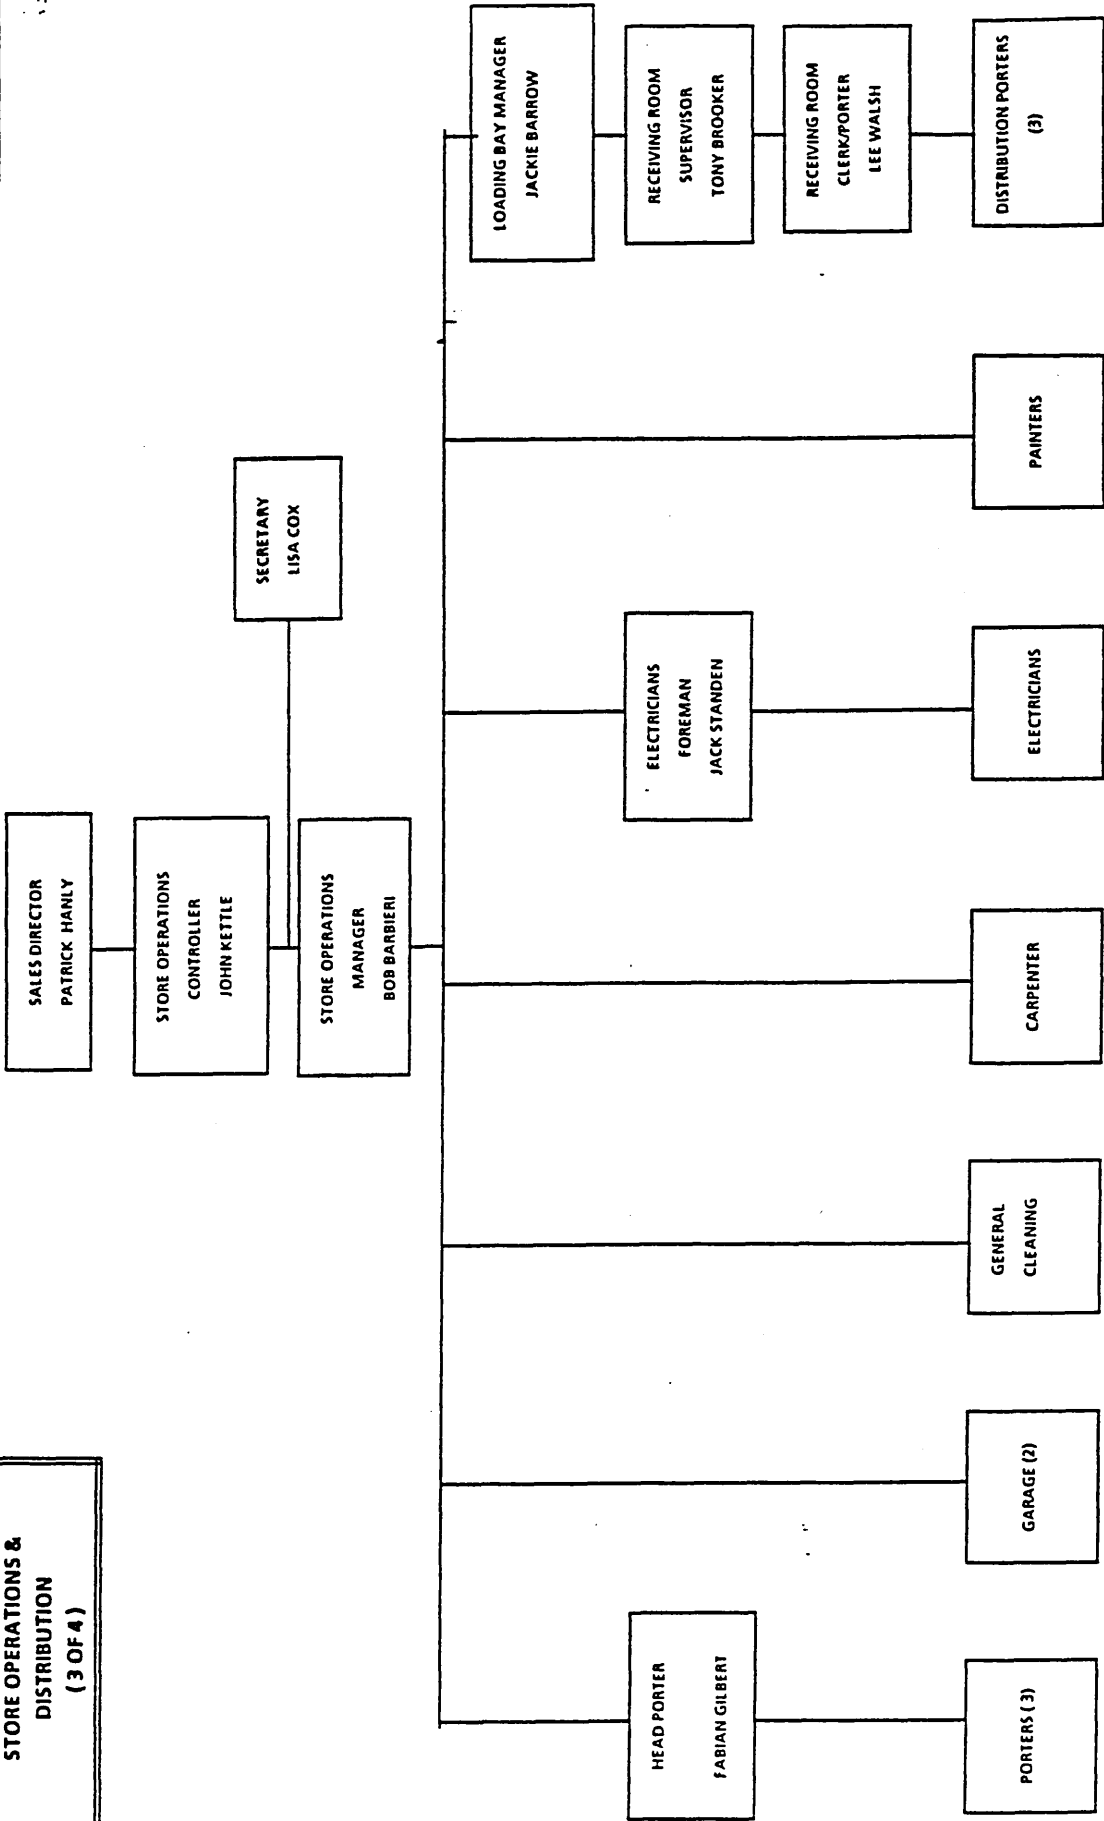 STORE OPERATIONS &
DISTRIBUTION
(3 OF 4)
SALES DIRECTOR
PATRICK HANLY
STORE OPERATIONS
CONTROLLER
JOHN KETTLE
SECRETARY
LISA COX
STORE OPERATIONS
MANAGER
BOB BARBIERI
LOADING BAY MANAGER
JACKIE BARROW
HEAD PORTER
FABIAN GILBERT
ELECTRICIANS
FOREMAN
JACK STANDEN
RECEIVING ROOM
SUPERVISOR
TONY BROOKER
RECEIVING ROOM
CLERK/PORTER
LEE WALSH
PORTERS (3)
GARAGE (2)
GENERAL
CLEANING
CARPENTER
ELECTRICIANS
PAINTERS
DISTRIBUTION PORTERS
(3)